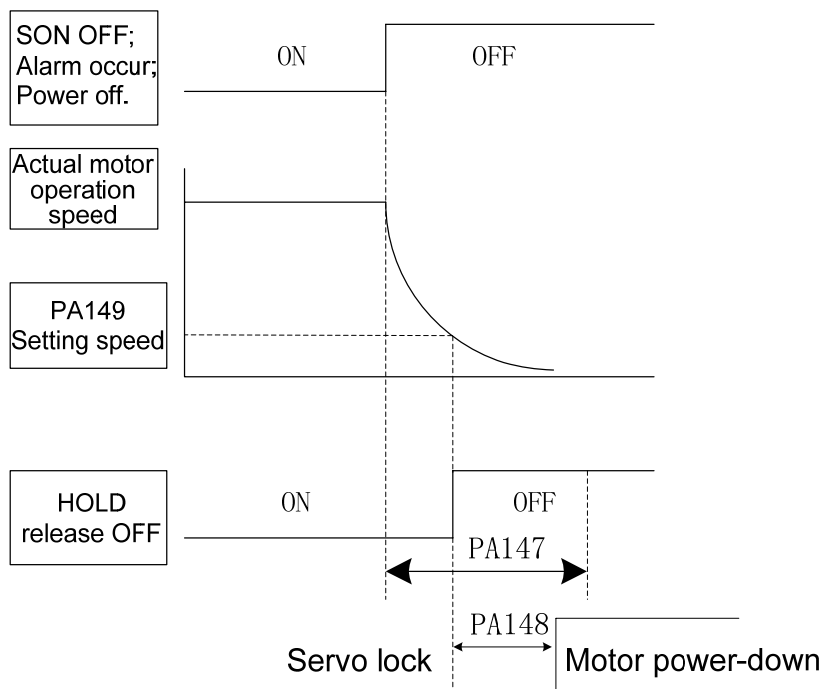 SON OFF;
Alarm occur;
Power off.
ON
OFF
Actual motor
operation
speed
PA149
Setting speed
HOLD
release OFF
ON
OFF
PA147
PA148
Servo lock
Motor power-down